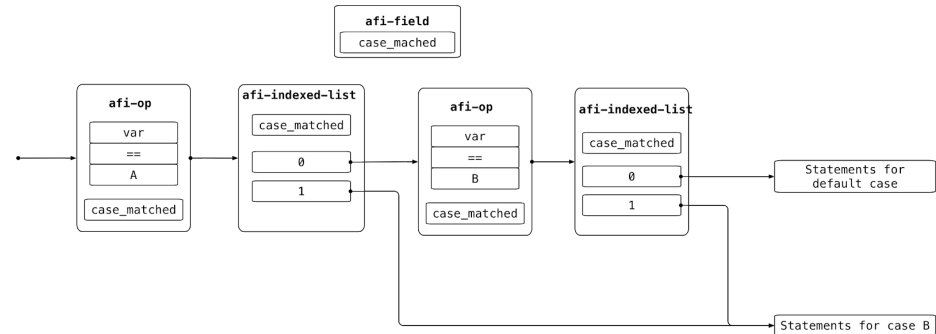 afi-field
case_mached
afi-op
var
==
A
case_matched
afi-indexed-list
case_matched
0
1
afi-op
var
==
B
case_matched
afi-indexed-list
case_matched
0
1
Statements for
default case
Statements for case B